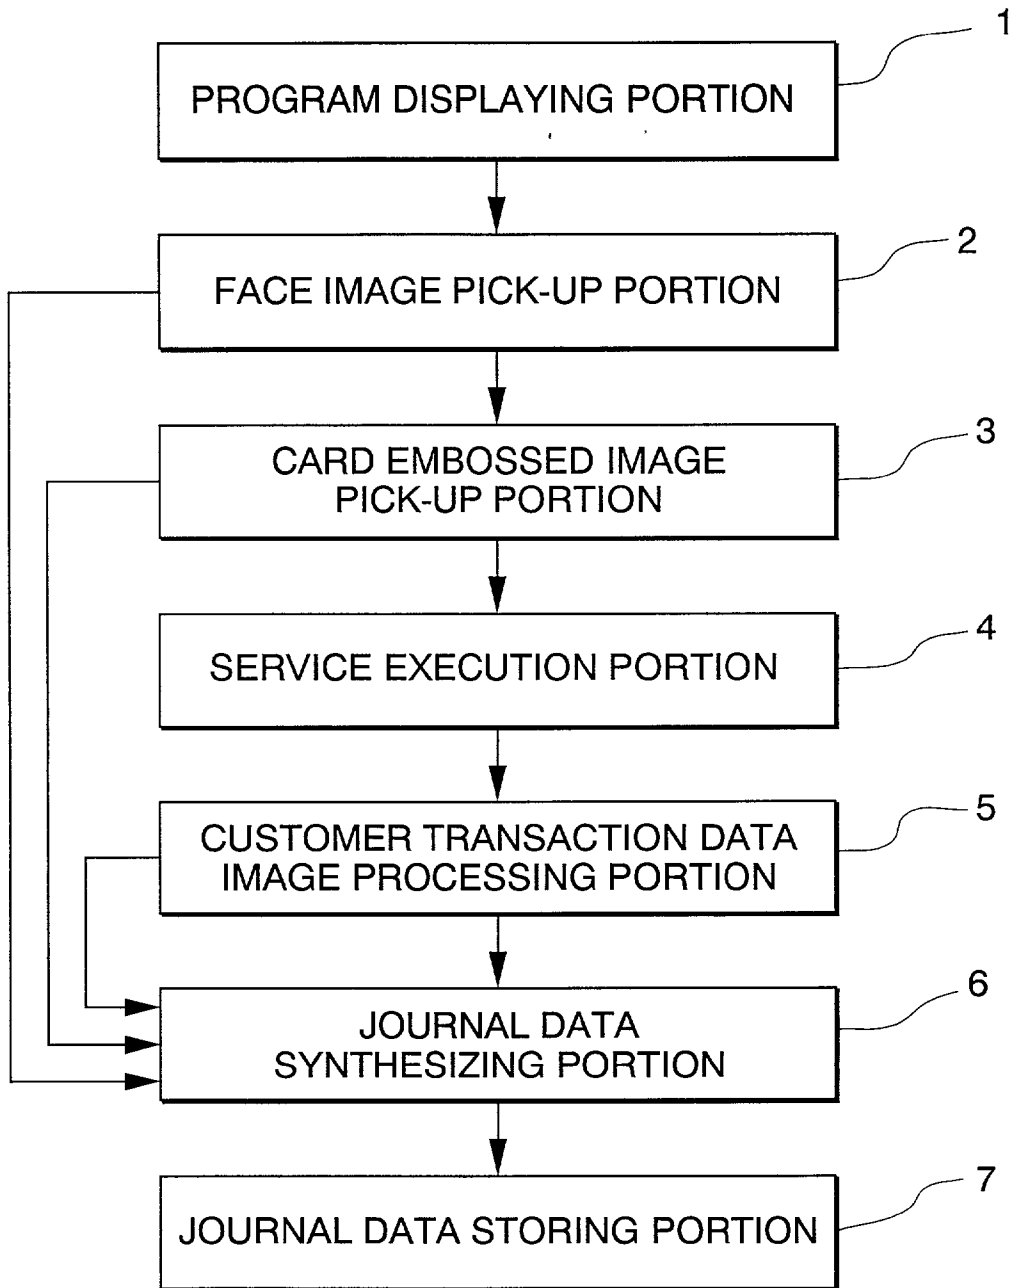 1
PROGRAM DISPLAYING PORTION
2
FACE IMAGE PICK-UP PORTION
3
CARD EMBOSSED IMAGE
PICK-UP PORTION
4
SERVICE EXECUTION PORTION
5
CUSTOMER TRANSACTION DATA
IMAGE PROCESSING PORTION
6
JOURNAL DATA
SYNTHESIZING PORTION
7
JOURNAL DATA STORING PORTION